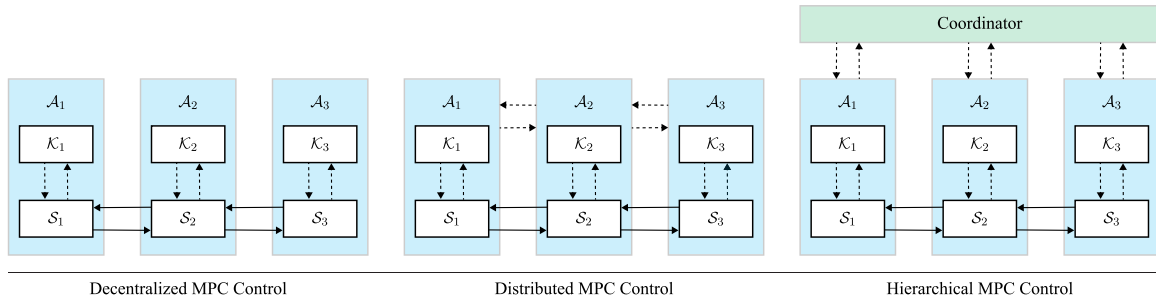 Coordinator
𝒜₁ 𝒜₂ 𝒜₃ 𝒜₁ 𝒜₂ 𝒜₃ 𝒜₁ 𝒜₂ 𝒜₃
𝒦₁ 𝒦₂ 𝒦₃ 𝒦₁ 𝒦₂ 𝒦₃ 𝒦₁ 𝒦₂ 𝒦₃
𝒮₁ 𝒮₂ 𝒮₃ 𝒮₁ 𝒮₂ 𝒮₃ 𝒮₁ 𝒮₂ 𝒮₃
Decentralized MPC Control Distributed MPC Control Hierarchical MPC Control